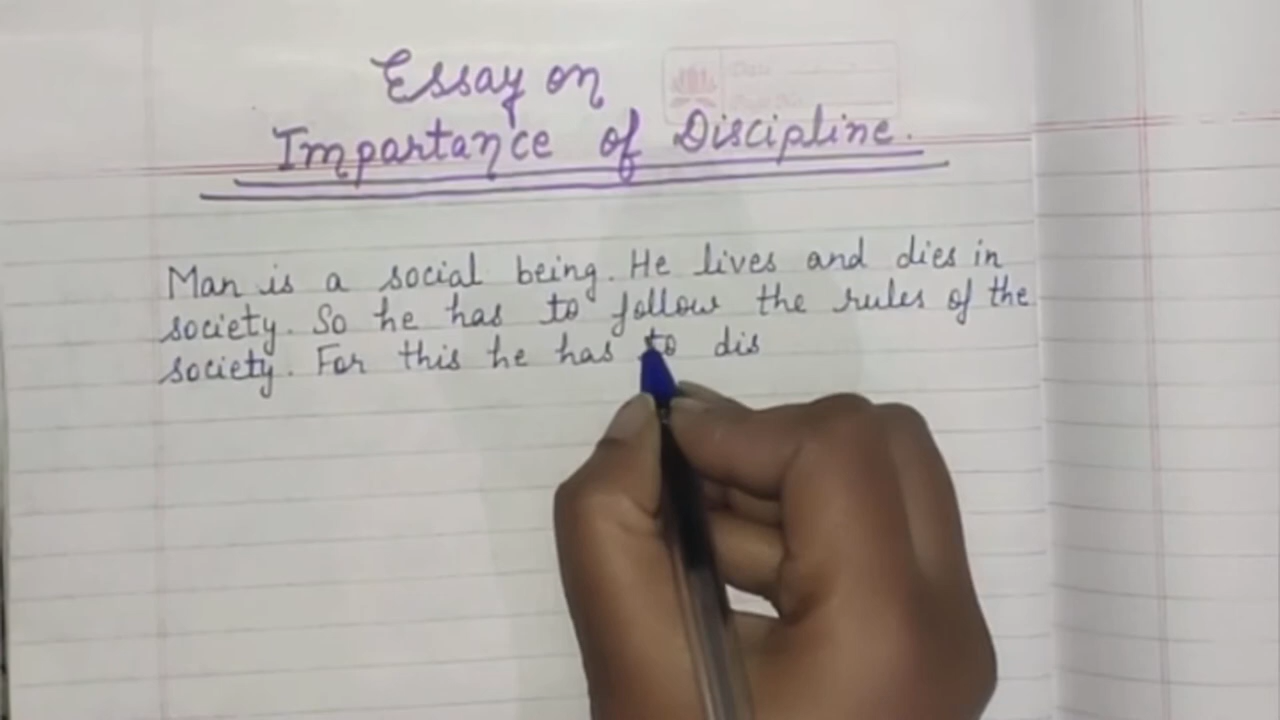 Essay on
Impartance of Discipline.
Man is a social being. He lives and dies in
society. So he has to follow the rules of the
society. For this he has to dis